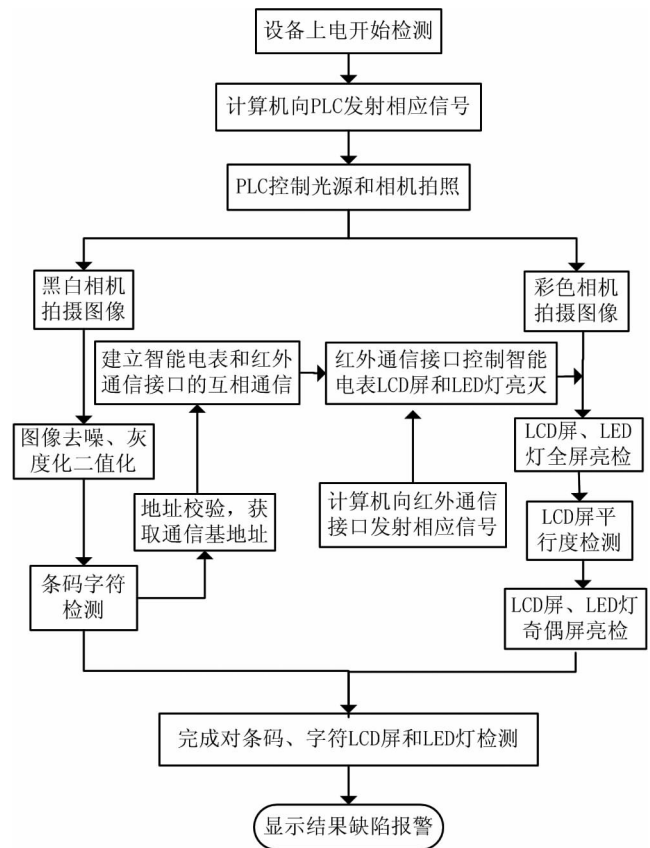 设备上电开始检测
计算机向PLC发射相应信号
PLC控制光源和相机拍照
黑白相机
拍摄图像
彩色相机
拍摄图像
建立智能电表和红外
通信接口的互相通信
红外通信接口控制智能
电表LCD屏和LED灯亮灭
图像去噪、灰
度化二值化
LCD屏、LED
灯全屏亮检
地址校验，获
取通信基地址
计算机向红外通信
接口发射相应信号
LCD屏平
行度检测
条码字符
检测
LCD屏、LED灯
奇偶屏亮检
完成对条码、字符LCD屏和LED灯检测
显示结果缺陷报警